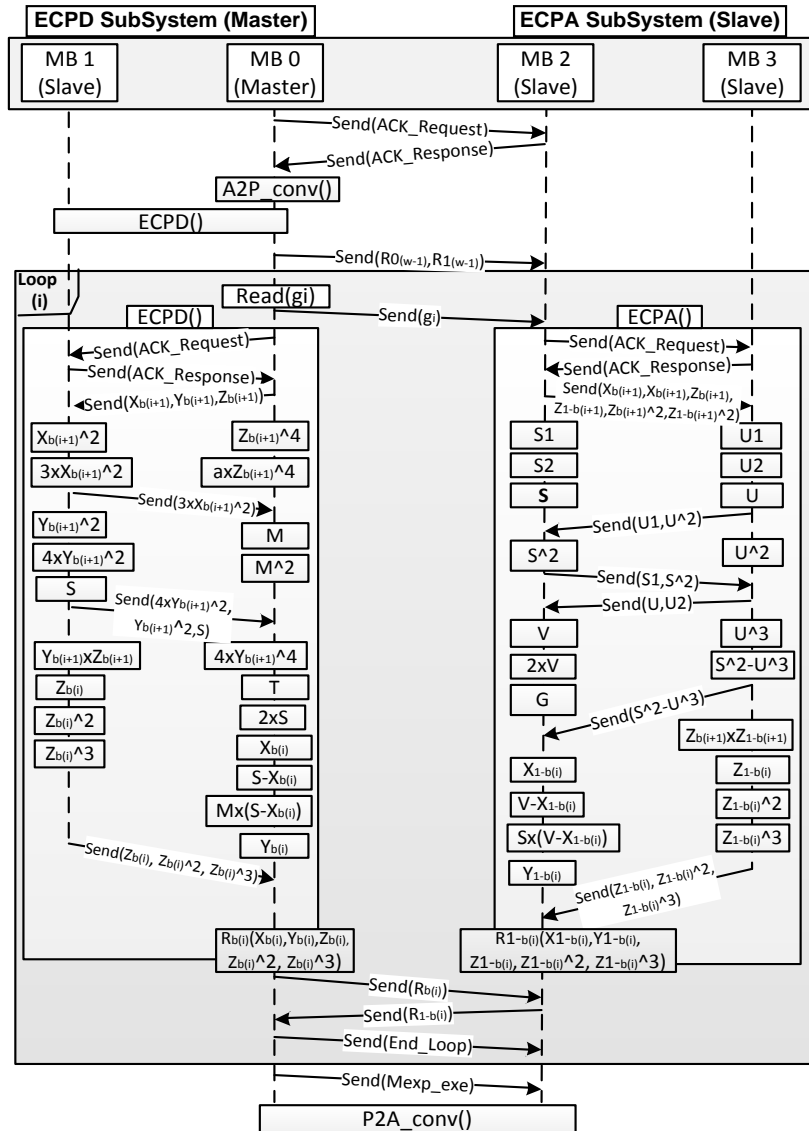 ECPD SubSystem (Master)
ECPA SubSystem (Slave)
MB 1
(Slave)
MB 0
(Master)
MB 2
(Slave)
MB 3
(Slave)
Send(ACK_Request)
Send(ACK_Response)
A2P_conv()
ECPD()
Send(R0(w-1),R1(w-1))
Loop
(i)
Read(gi)
Send(gi)
ECPD()
Send(ACK_Request)
Send(ACK_Response)
Send(Xb(i+1),Yb(i+1),Zb(i+1))
Xb(i+1)^2
Zb(i+1)^4
3xXb(i+1)^2
axZb(i+1)^4
Send(3xXb(i+1)^2)
Yb(i+1)^2
M
4xYb(i+1)^2
M^2
S
Send(4xYb(i+1)^2,
Yb(i+1)^2,S)
Yb(i+1)xZb(i+1)
4xYb(i+1)^4
Zb(i)
T
Zb(i)^2
2xS
Zb(i)^3
Xb(i)
S-Xb(i)
Mx(S-Xb(i))
Yb(i)
Send(Zb(i), Zb(i)^2, Zb(i)^3)
Rb(i)(Xb(i),Yb(i),Zb(i),
Zb(i)^2, Zb(i)^3)
ECPA()
Send(ACK_Request)
Send(ACK_Response)
Send(Xb(i+1),Xb(i+1),Zb(i+1),
Z1-b(i+1),Zb(i+1)^2,Z1-b(i+1)^2)
S1
U1
S2
U2
S
U
Send(U1,U^2)
S^2
U^2
Send(S1,S^2)
Send(U,U2)
V
U^3
2xV
S^2-U^3
G
Send(S^2-U^3)
Zb(i+1)xZ1-b(i+1)
X1-b(i)
Z1-b(i)
V-X1-b(i)
Z1-b(i)^2
Sx(V-X1-b(i))
Z1-b(i)^3
Y1-b(i)
Send(Z1-b(i), Z1-b(i)^2,
Z1-b(i)^3)
R1-b(i)(X1-b(i),Y1-b(i),
Z1-b(i), Z1-b(i)^2, Z1-b(i)^3)
Send(Rb(i))
Send(R1-b(i))
Send(End_Loop)
Send(Mexp_exe)
P2A_conv()